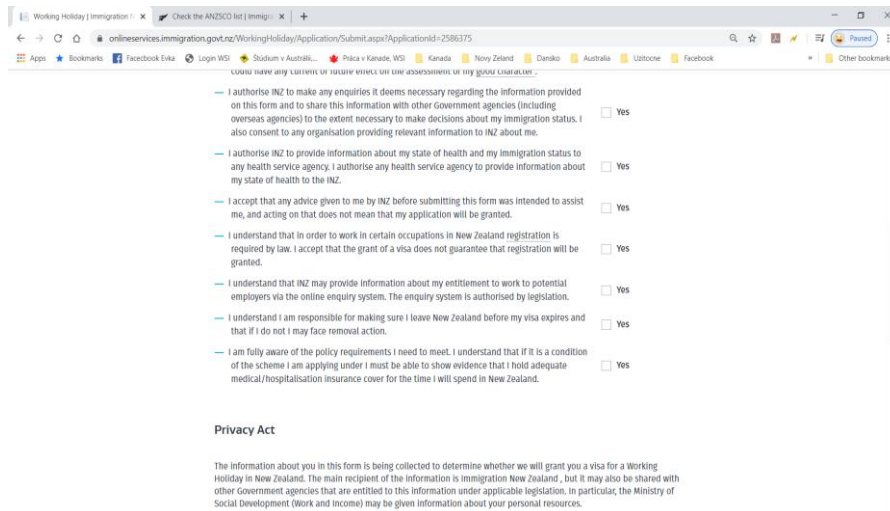 Working Holiday | Immigration N
Check the ANZSCO list | Immigra
onlineservices.immigration.govt.nz/WorkingHoliday/Application/Submit.aspx?ApplicationId=2586375
Paused
Apps Bookmarks Facecbook Evka Login WSI Štúdium v Austrálii,... Práca v Kanade, WSI Kanada Novy Zeland Dansko Australia Uzitocne Facebook Other bookmark
could have any current or future effect on the assessment of my good character .
I authorise INZ to make any enquiries it deems necessary regarding the information provided
on this form and to share this information with other Government agencies (including
overseas agencies) to the extent necessary to make decisions about my immigration status. I
also consent to any organisation providing relevant information to INZ about me.
Yes
I authorise INZ to provide information about my state of health and my immigration status to
any health service agency. I authorise any health service agency to provide information about
my state of health to the INZ.
Yes
I accept that any advice given to me by INZ before submitting this form was intended to assist
me, and acting on that does not mean that my application will be granted.
Yes
I understand that in order to work in certain occupations in New Zealand registration is
required by law. I accept that the grant of a visa does not guarantee that registration will be
granted.
Yes
I understand that INZ may provide information about my entitlement to work to potential
employers via the online enquiry system. The enquiry system is authorised by legislation.
Yes
I understand I am responsible for making sure I leave New Zealand before my visa expires and
that if I do not I may face removal action.
Yes
I am fully aware of the policy requirements I need to meet. I understand that if it is a condition
of the scheme I am applying under I must be able to show evidence that I hold adequate
medical/hospitalisation insurance cover for the time I will spend in New Zealand.
Yes
Privacy Act
The information about you in this form is being collected to determine whether we will grant you a visa for a Working
Holiday in New Zealand. The main recipient of the information is Immigration New Zealand , but it may also be shared with
other Government agencies that are entitled to this information under applicable legislation. In particular, the Ministry of
Social Development (Work and Income) may be given information about your personal resources.